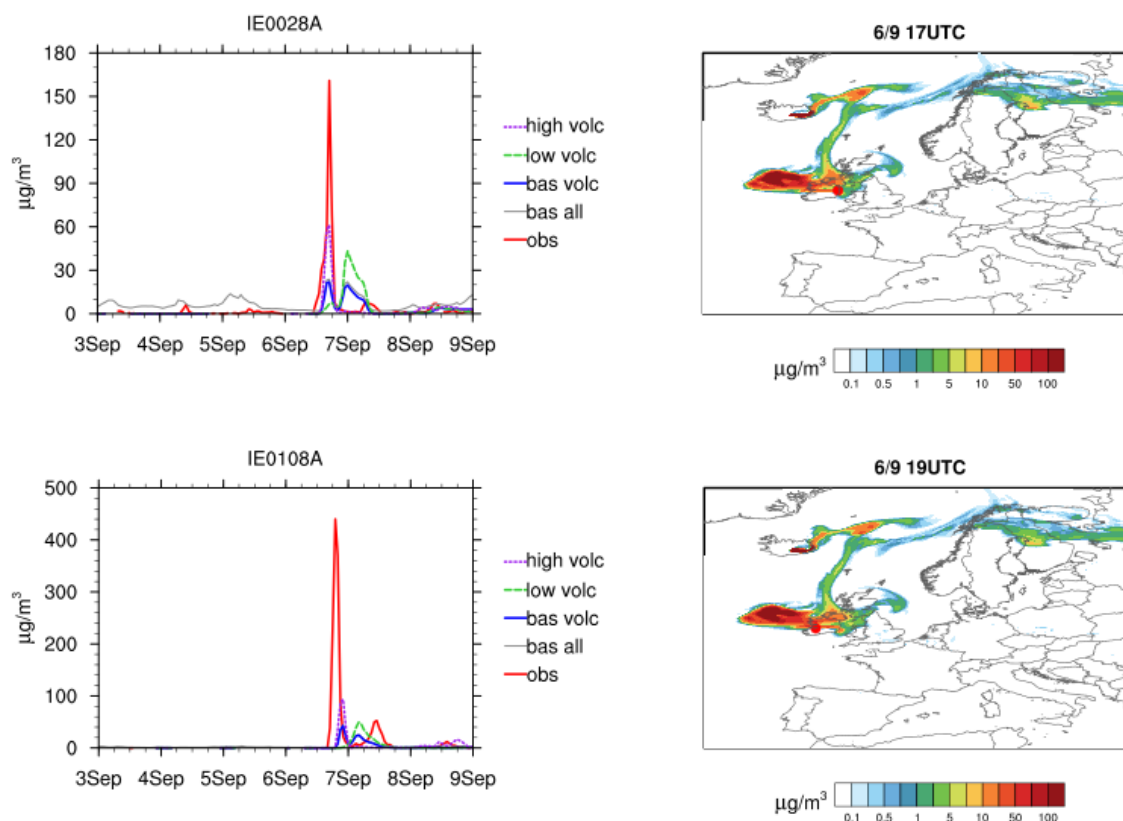 IE0028A
180
150
120
90
60
30
0
μg/m³
3Sep 4Sep 5Sep 6Sep 7Sep 8Sep 9Sep
high volc
low volc
bas volc
bas all
obs
6/9 17UTC
μg/m³
0.1 0.5 1 5 10 50 100
IE0108A
500
400
300
200
100
0
μg/m³
3Sep 4Sep 5Sep 6Sep 7Sep 8Sep 9Sep
high volc
low volc
bas volc
bas all
obs
6/9 19UTC
μg/m³
0.1 0.5 1 5 10 50 100